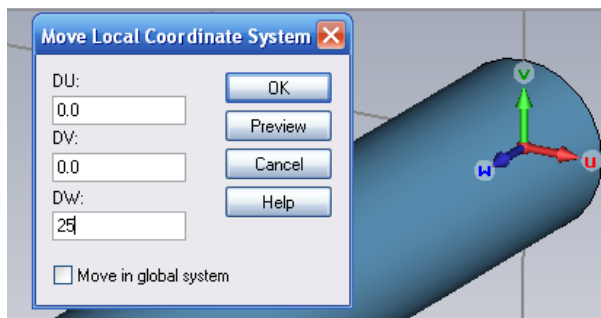 Move Local Coordinate System
DU:
0.0
DV:
0.0
DW:
25
OK
Preview
Cancel
Help
Move in global system
v
u
w